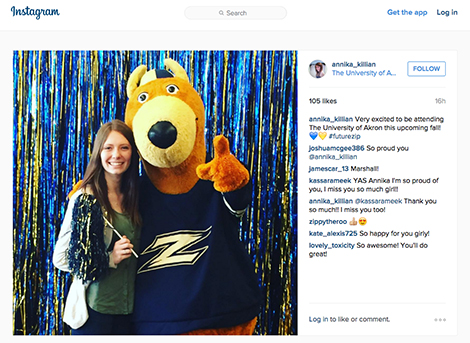 Instagram
Search
Get the app
Log in
annika_killian
The University of A...
FOLLOW
105 likes
16h
annika_killian Very excited to be attending
The University of Akron this upcoming fall!
💙💛 #futurezip
joshuamcgee386 So proud you
@annika_killian
jamescar_13 Marshall!
kassarameek YAS Annika I'm so proud of
you, I miss you so much girl!!
annika_killian @kassarameek Thank
you so much!! I miss you too!
zippytheroo 👍😍
kate_alexis725 So happy for you girly!
lovely_toxicity So awesome! You'll do
great!
Log in to like or comment.
Z